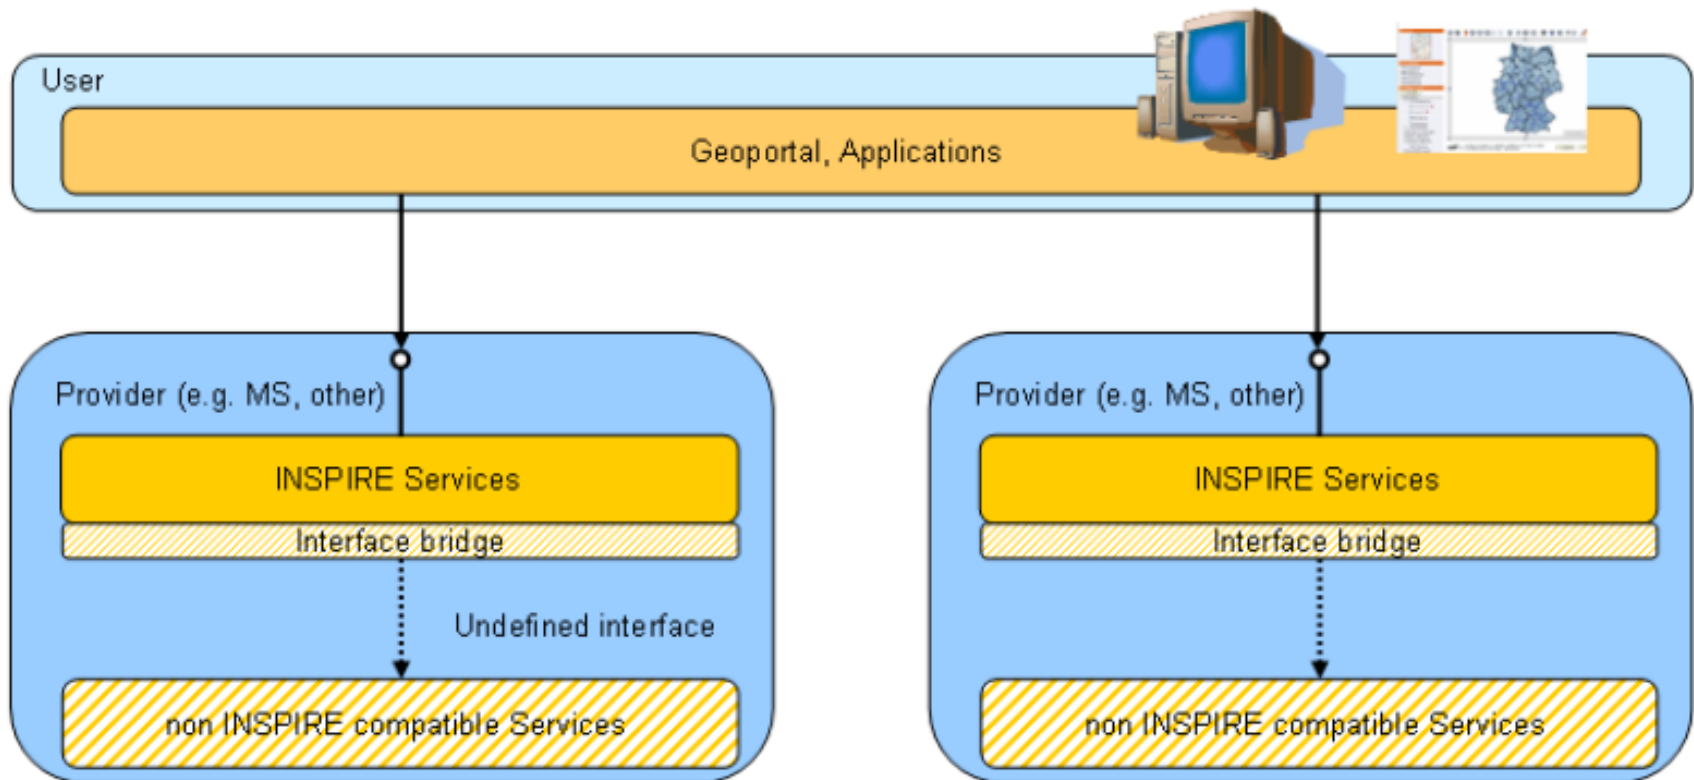 User
Geoportal, Applications
Provider (e.g. MS, other)
INSPIRE Services
Interface bridge
Undefined interface
non INSPIRE compatible Services
Provider (e.g. MS, other)
INSPIRE Services
Interface bridge
non INSPIRE compatible Services